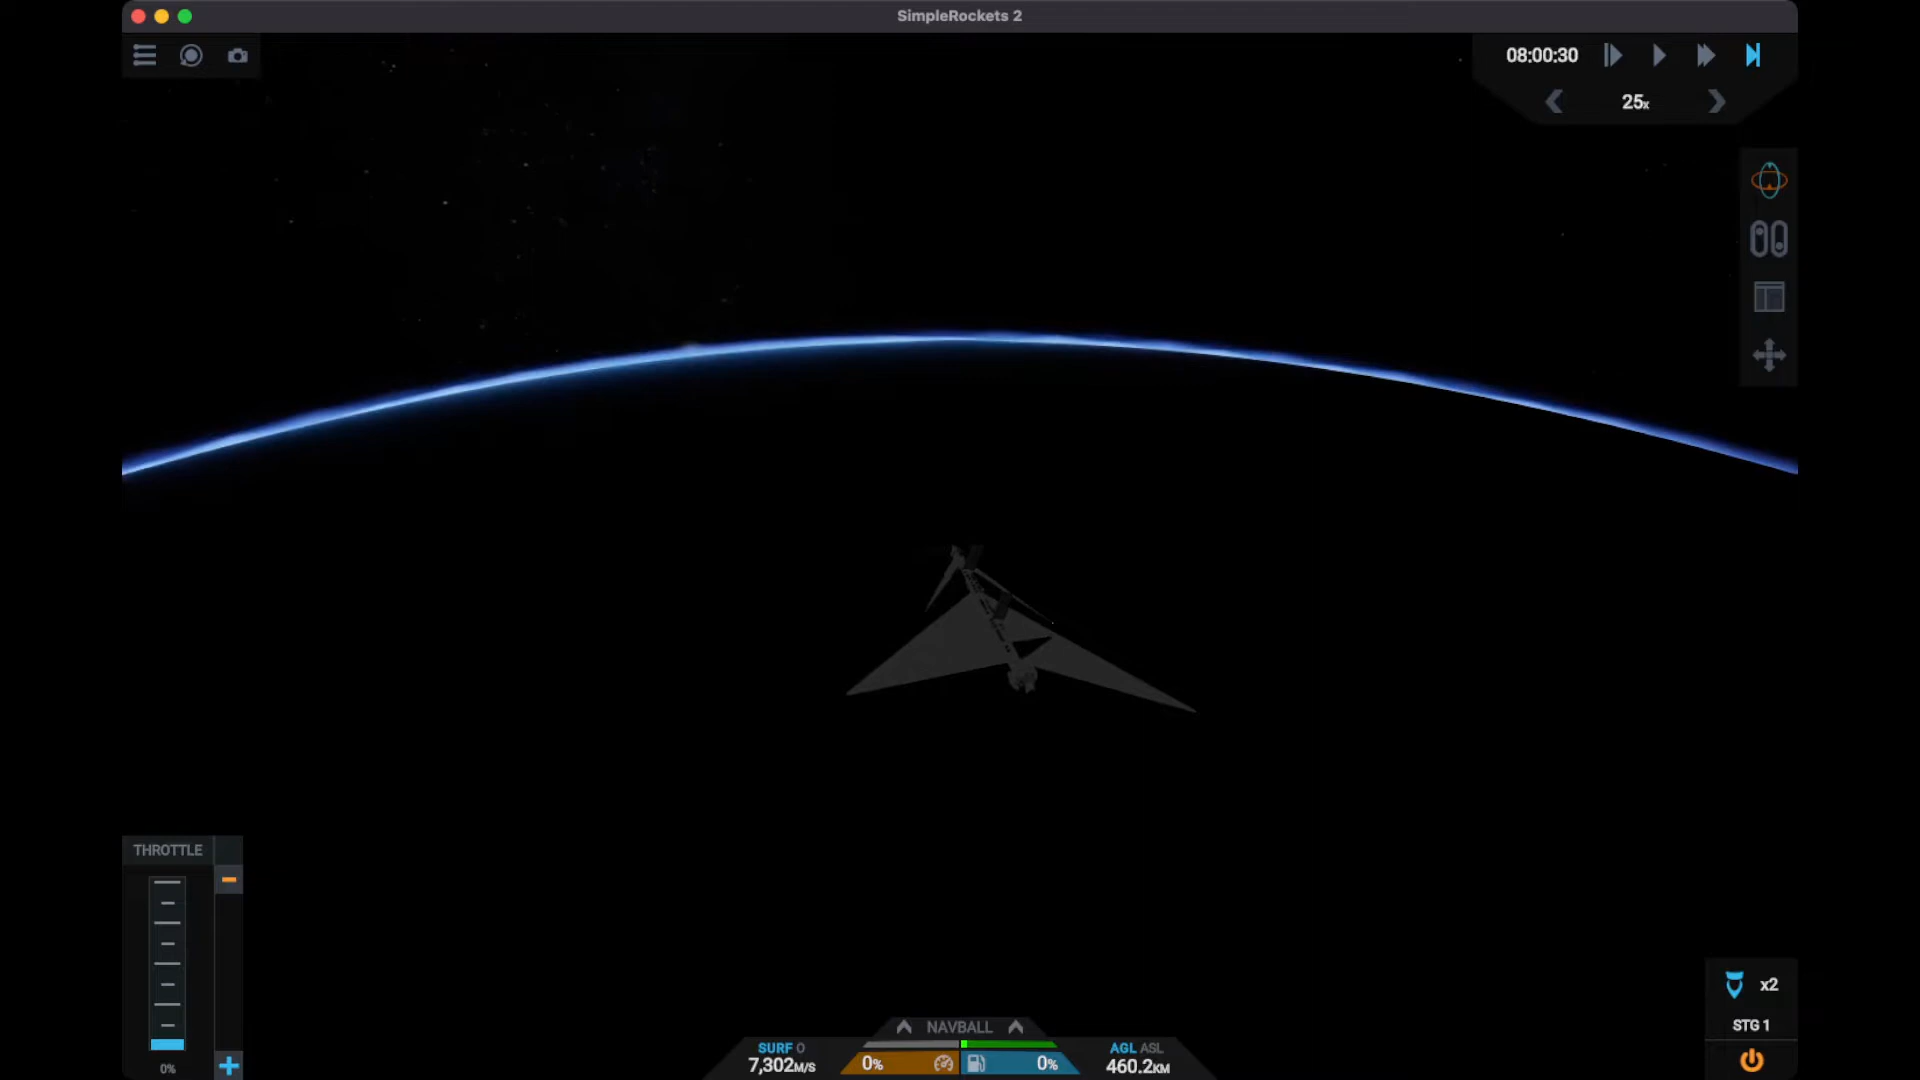 SimpleRockets 2
08:00:30
25x
THROTTLE
0%
NAVBALL
SURF O
7,302M/S
0%
0%
AGL ASL
460.2KM
x2
STG 1